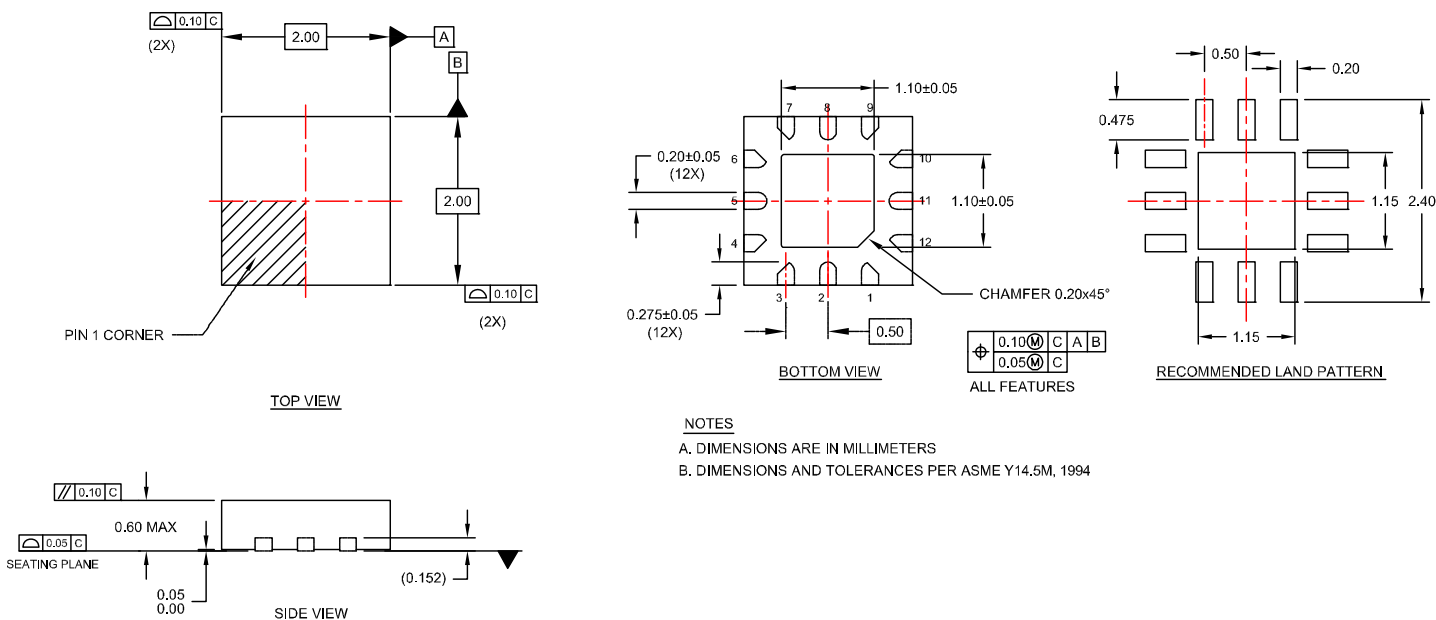 ⌓ 0.10 C
(2X)
2.00
A
B
2.00
⌓ 0.10 C
(2X)
PIN 1 CORNER
TOP VIEW
1.10±0.05
7 8 9
0.20±0.05
(12X)
6
5
4
10
11
12
1.10±0.05
3 2 1
CHAMFER 0.20x45°
0.275±0.05
(12X)
0.50
⌖ 0.10Ⓜ C A B
0.05Ⓜ C
ALL FEATURES
BOTTOM VIEW
0.50
0.20
0.475
1.15
2.40
1.15
RECOMMENDED LAND PATTERN
NOTES
A. DIMENSIONS ARE IN MILLIMETERS
B. DIMENSIONS AND TOLERANCES PER ASME Y14.5M, 1994
// 0.10 C
0.60 MAX
⌓ 0.05 C
SEATING PLANE
0.05
0.00
(0.152)
SIDE VIEW